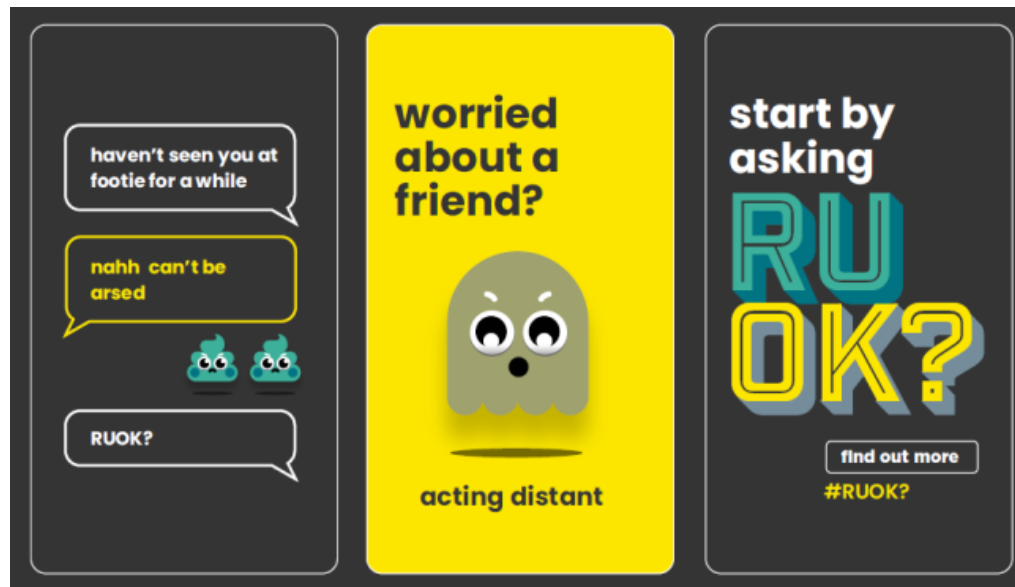 haven't seen you at
footie for a while
nahh can't be
arsed
RUOK?
worried
about a
friend?
acting distant
start by
asking
RU
OK?
find out more
#RUOK?